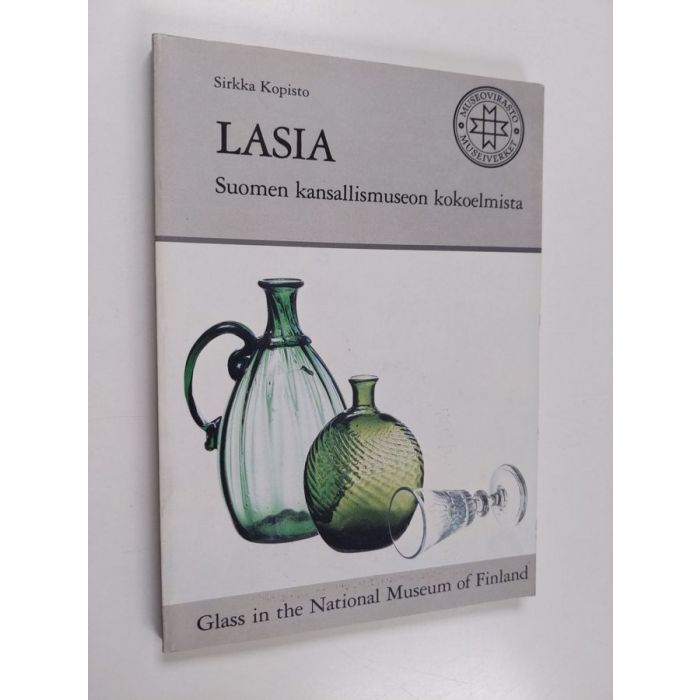 Sirkka Kopisto
MUSEOVIRASTO
MUSEIVERKET
LASIA
Suomen kansallismuseon kokoelmista
Glass in the National Museum of Finland